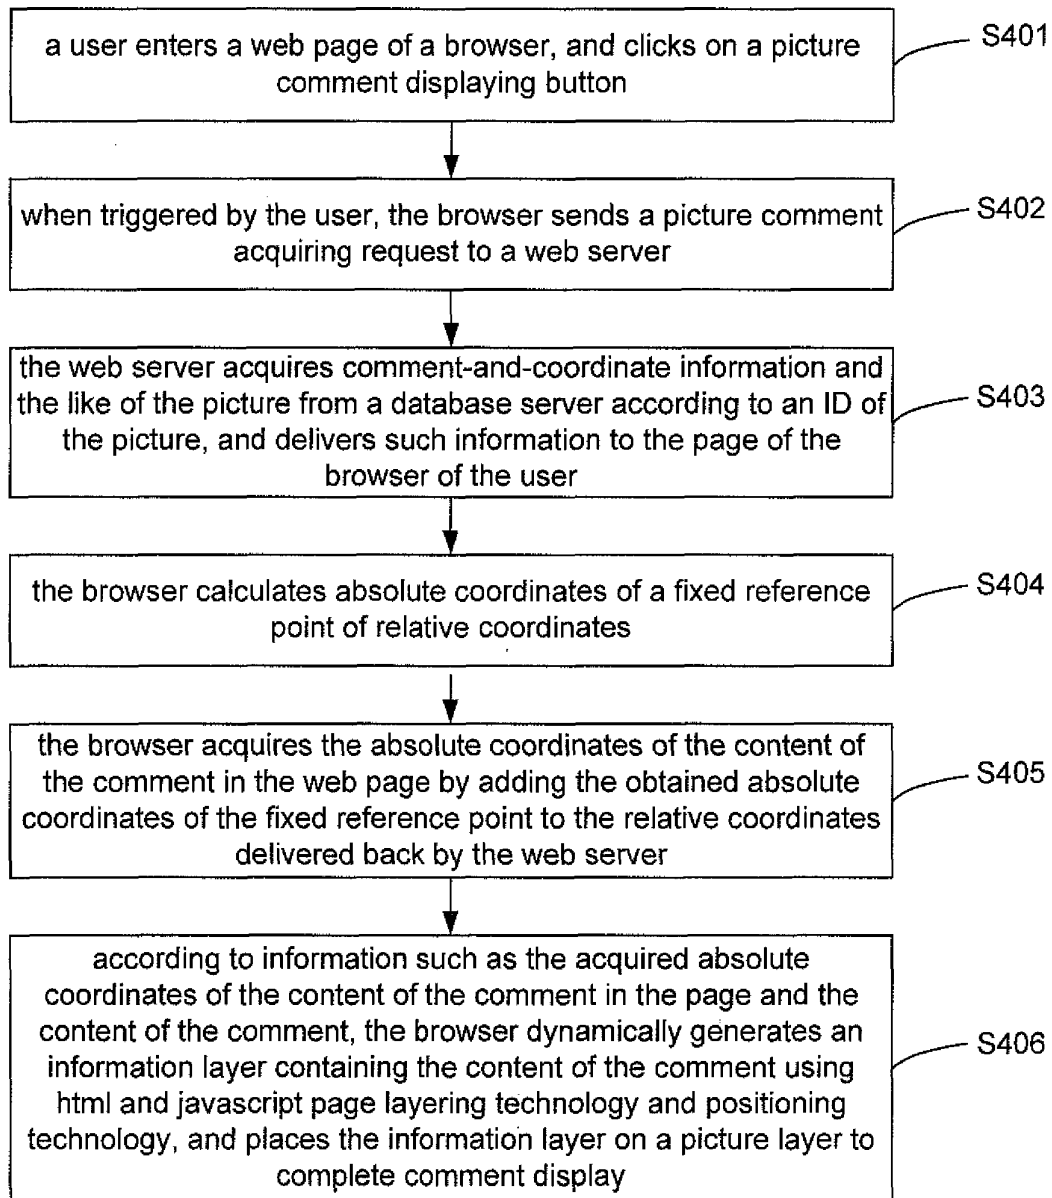 a user enters a web page of a browser, and clicks on a picture
comment displaying button
S401
when triggered by the user, the browser sends a picture comment
acquiring request to a web server
S402
the web server acquires comment-and-coordinate information and
the like of the picture from a database server according to an ID of
the picture, and delivers such information to the page of the
browser of the user
S403
the browser calculates absolute coordinates of a fixed reference
point of relative coordinates
S404
the browser acquires the absolute coordinates of the content of
the comment in the web page by adding the obtained absolute
coordinates of the fixed reference point to the relative coordinates
delivered back by the web server
S405
according to information such as the acquired absolute
coordinates of the content of the comment in the page and the
content of the comment, the browser dynamically generates an
information layer containing the content of the comment using
html and javascript page layering technology and positioning
technology, and places the information layer on a picture layer to
complete comment display
S406